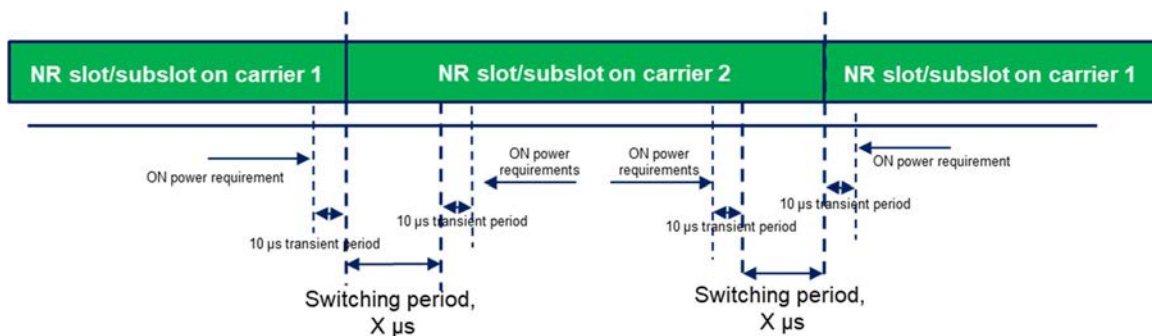 NR slot/subslot on carrier 1
NR slot/subslot on carrier 2
NR slot/subslot on carrier 1
ON power requirement
ON power
requirements
ON power
requirements
ON power requirement
10 µs transient period
10 µs transient period
10 µs transient period
10 µs transient period
Switching period,
X µs
Switching period,
X µs